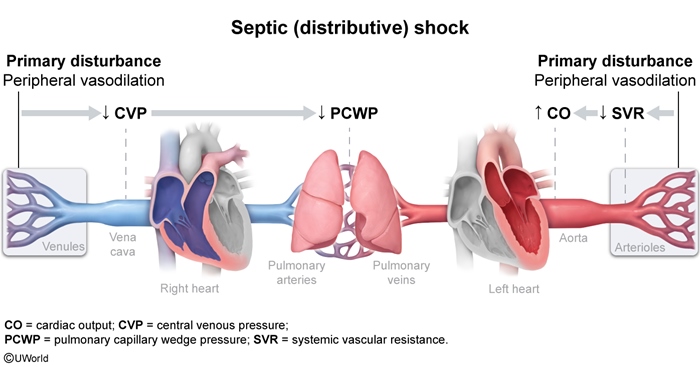 Septic (distributive) shock
Primary disturbance
Peripheral vasodilation
Primary disturbance
Peripheral vasodilation
↓ CVP
↓ PCWP
↑ CO
↓ SVR
Venules
Vena
cava
Right heart
Pulmonary
arteries
Pulmonary
veins
Left heart
Aorta
Arterioles
CO = cardiac output; CVP = central venous pressure;
PCWP = pulmonary capillary wedge pressure; SVR = systemic vascular resistance.
©UWorld